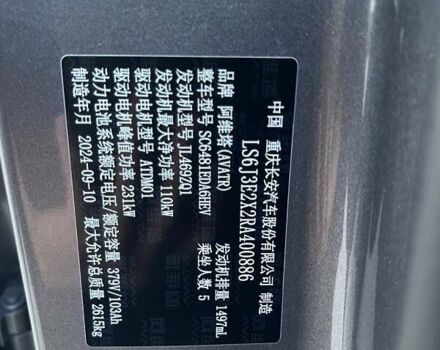 中国 重庆长安汽车股份有限公司 制造
LS6J3E2X2RA400886
品牌 阿维塔(AVATR)
整车型号 SC6481EDA6HEV 乘坐人数 5
发动机型号 JL469ZQ1 发动机排量 1497mL
发动机最大净功率 110kW
驱动电机型号 ATDM01
驱动电机峰值功率 231kW
动力电池系统额定电压/额定容量 379V/103Ah
制造年月 2024-09-10 最大允许总质量 2615kg